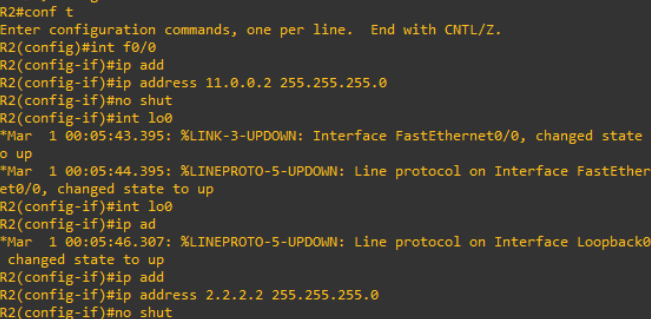 R2#conf t
Enter configuration commands, one per line.  End with CNTL/Z.
R2(config)#int f0/0
R2(config-if)#ip add
R2(config-if)#ip address 11.0.0.2 255.255.255.0
R2(config-if)#no shut
R2(config-if)#int lo0
*Mar  1 00:05:43.395: %LINK-3-UPDOWN: Interface FastEthernet0/0, changed state
o up
*Mar  1 00:05:44.395: %LINEPROTO-5-UPDOWN: Line protocol on Interface FastEther
et0/0, changed state to up
R2(config-if)#int lo0
R2(config-if)#ip ad
*Mar  1 00:05:46.307: %LINEPROTO-5-UPDOWN: Line protocol on Interface Loopback0
 changed state to up
R2(config-if)#ip add
R2(config-if)#ip address 2.2.2.2 255.255.255.0
R2(config-if)#no shut